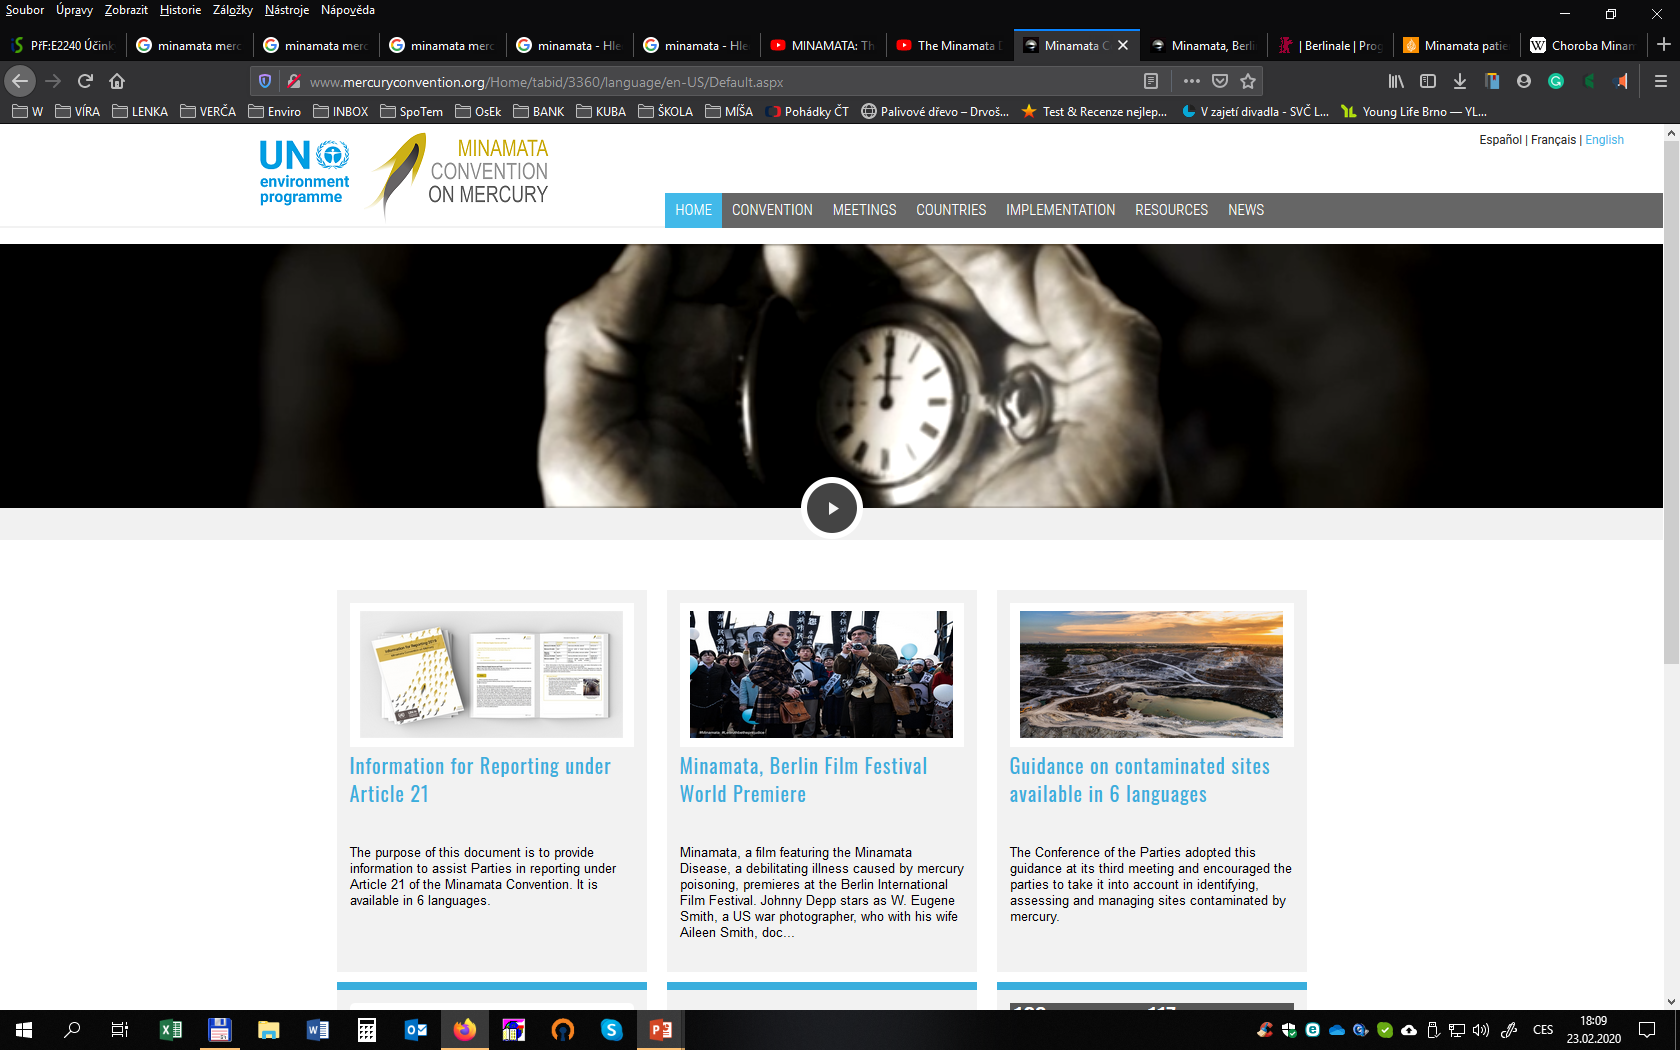 Soubor Úpravy Zobrazit Historie Záložky Nástroje Nápověda
PřF:E2240 Účink minamata merc minamata merc minamata merc minamata - Hle minamata - Hle MINAMATA: Th The Minamata D Minamata C Minamata, Berli | Berlinale | Prog Minamata patie Choroba Minam
www.mercuryconvention.org/Home/tabid/3360/language/en-US/Default.aspx
W VÍRA LENKA VERČA Enviro INBOX SpoTem OsEk BANK KUBA ŠKOLA MÍŠA Pohádky ČT Palivové dřevo – Drvoš... Test & Recenze nejlep... V zajetí divadla - SVČ L... Young Life Brno — YL...
Español | Français | English
UN
environment
programme
MINAMATA
CONVENTION
ON MERCURY
HOME CONVENTION MEETINGS COUNTRIES IMPLEMENTATION RESOURCES NEWS
Information for Reporting under
Article 21
The purpose of this document is to provide
information to assist Parties in reporting under
Article 21 of the Minamata Convention. It is
available in 6 languages.
Minamata, Berlin Film Festival
World Premiere
Minamata, a film featuring the Minamata
Disease, a debilitating illness caused by mercury
poisoning, premieres at the Berlin International
Film Festival. Johnny Depp stars as W. Eugene
Smith, a US war photographer, who with his wife
Aileen Smith, doc...
Guidance on contaminated sites
available in 6 languages
The Conference of the Parties adopted this
guidance at its third meeting and encouraged the
parties to take it into account in identifying,
assessing and managing sites contaminated by
mercury.
CES
18:09
23.02.2020